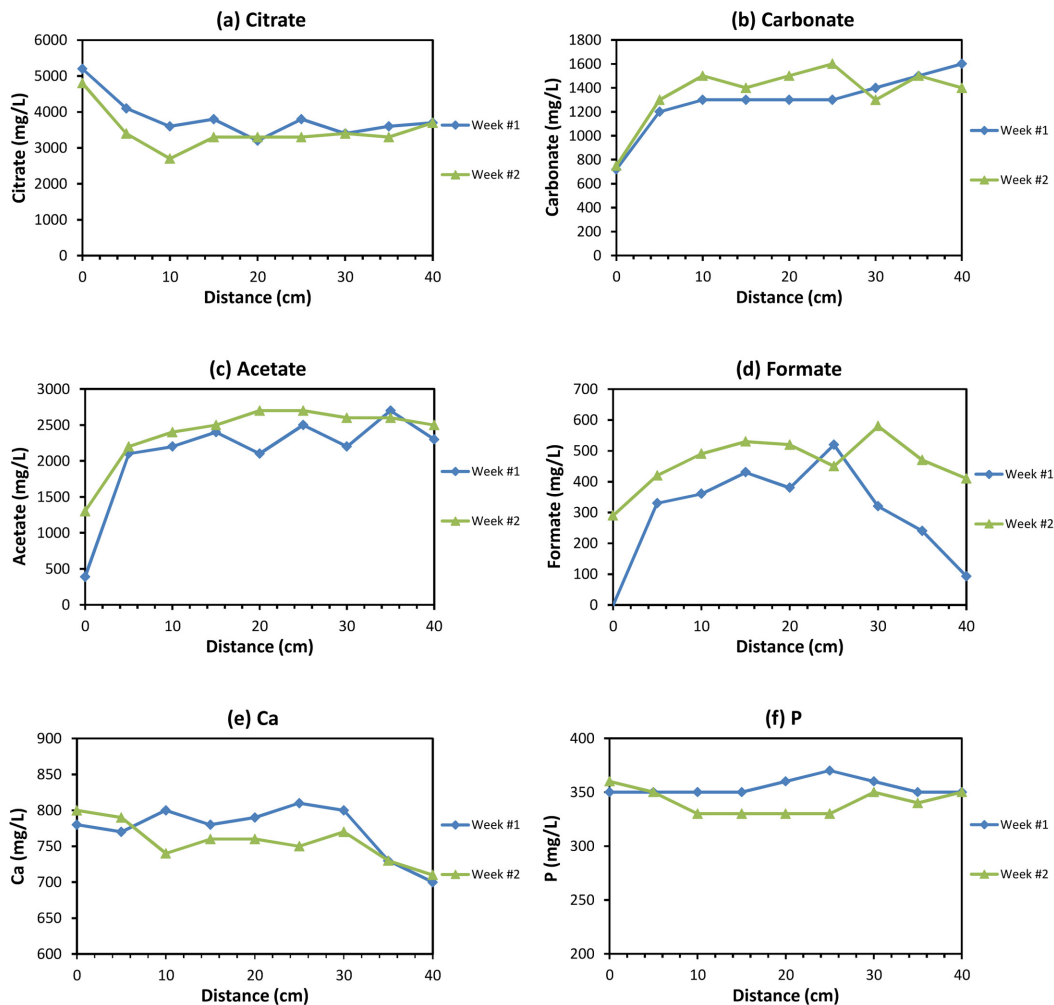 (a) Citrate
6000
5000
4000
3000
2000
1000
0
Citrate (mg/L)
0 10 20 30 40
Distance (cm)
Week #1
Week #2
(b) Carbonate
1800
1600
1400
1200
1000
800
600
400
200
0
Carbonate (mg/L)
0 10 20 30 40
Distance (cm)
Week #1
Week #2
(c) Acetate
3000
2500
2000
1500
1000
500
0
Acetate (mg/L)
0 10 20 30 40
Distance (cm)
Week #1
Week #2
(d) Formate
700
600
500
400
300
200
100
0
Formate (mg/L)
0 10 20 30 40
Distance (cm)
Week #1
Week #2
(e) Ca
900
850
800
750
700
650
600
Ca (mg/L)
0 10 20 30 40
Distance (cm)
Week #1
Week #2
(f) P
400
350
300
250
200
P (mg/L)
0 10 20 30 40
Distance (cm)
Week #1
Week #2